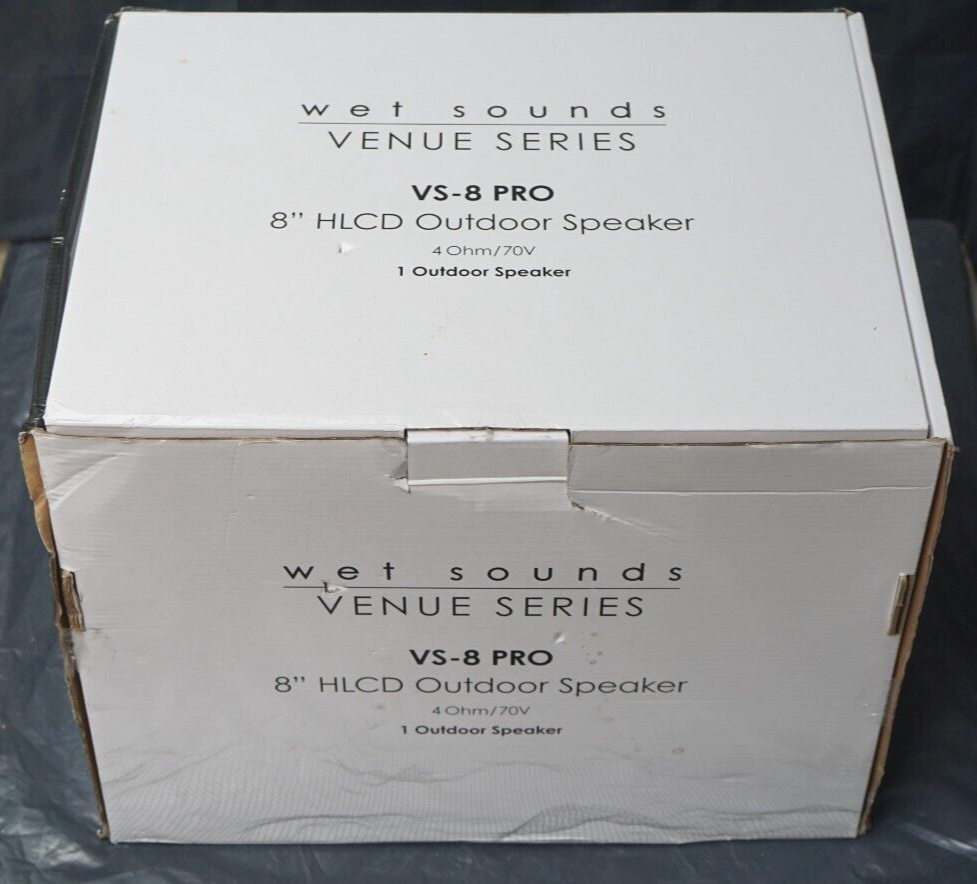 wet sounds
VENUE SERIES
VS-8 PRO
8’’ HLCD Outdoor Speaker
4 Ohm/70V
1 Outdoor Speaker
wet sounds
VENUE SERIES
VS-8 PRO
8’’ HLCD Outdoor Speaker
4 Ohm/70V
1 Outdoor Speaker